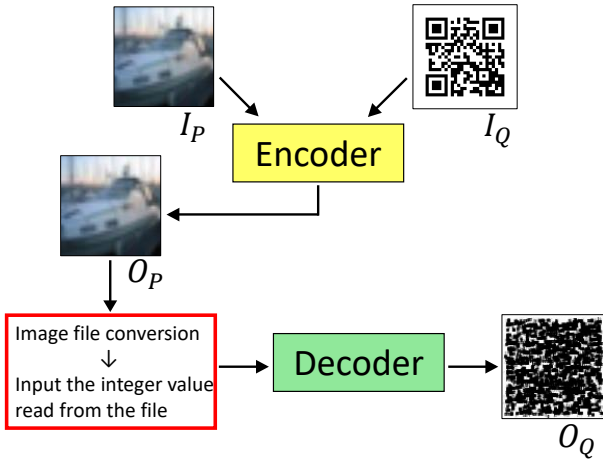 I_P
I_Q
Encoder
O_P
Image file conversion
↓
Input the integer value
read from the file
Decoder
O_Q